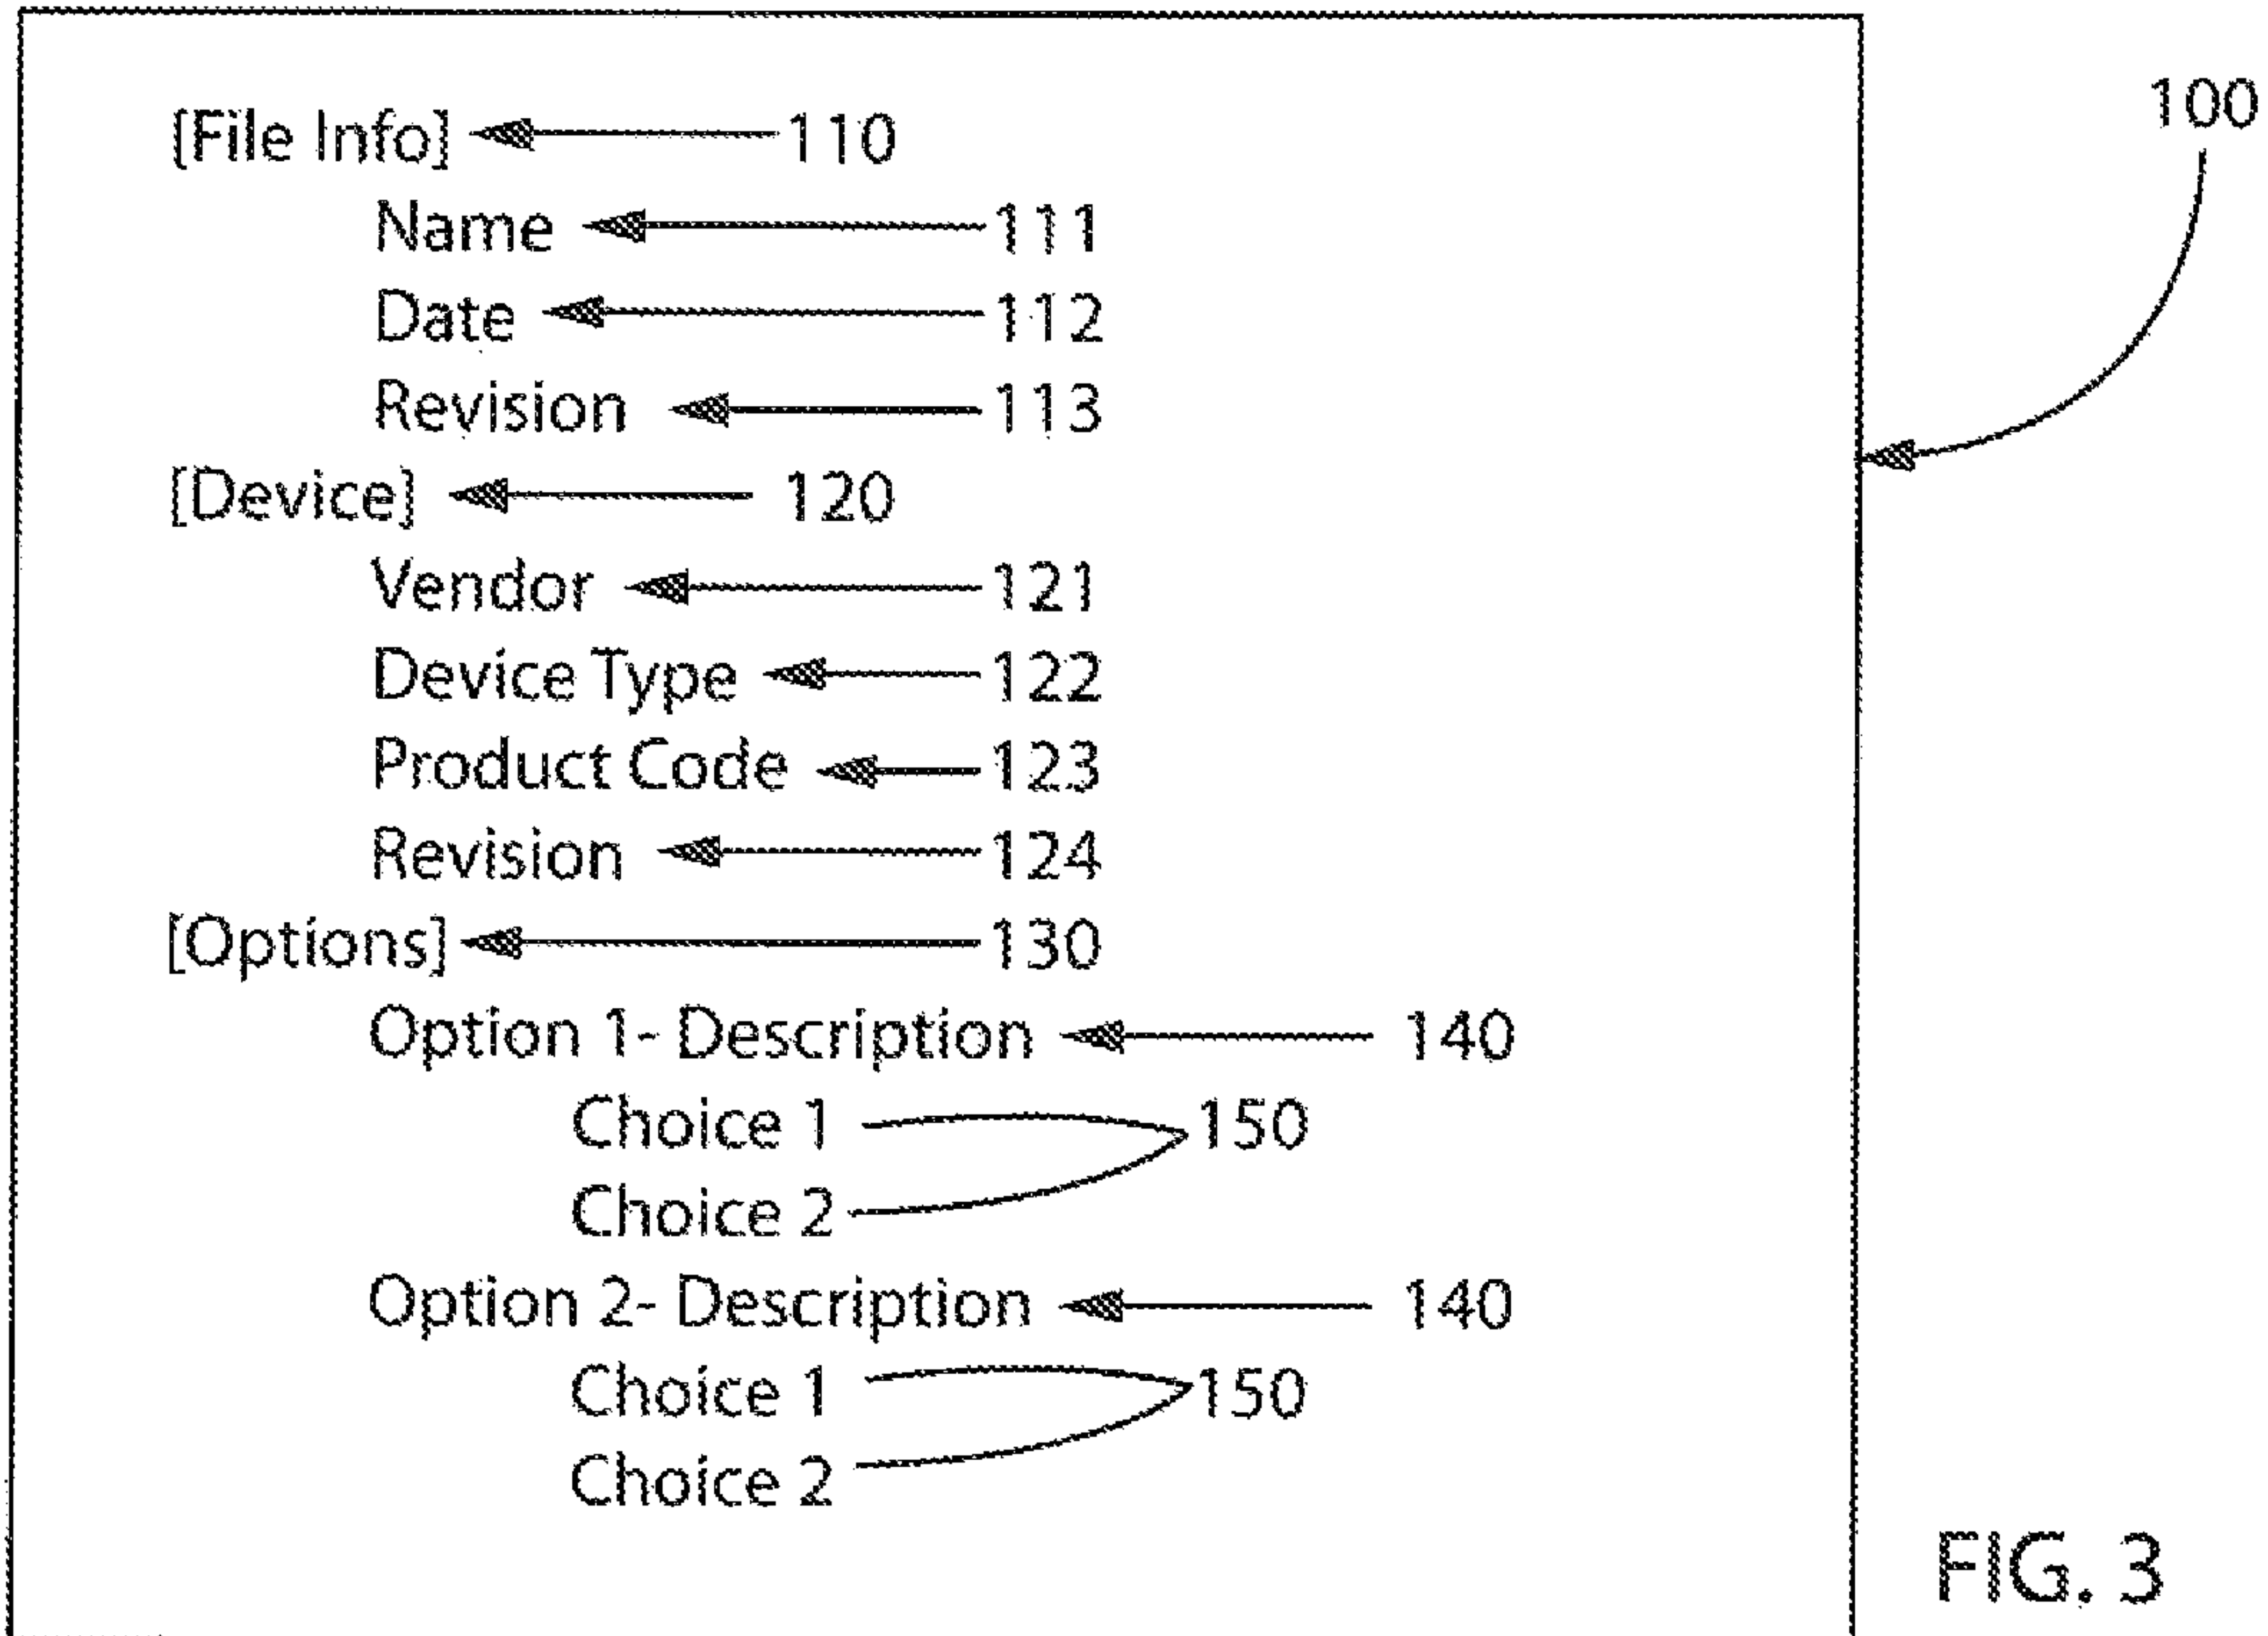 100
[File Info] 110
Name 111
Date 112
Revision 113
[Device] 120
Vendor 121
Device Type 122
Product Code 123
Revision 124
[Options] 130
Option 1- Description 140
Choice 1 150
Choice 2
Option 2- Description 140
Choice 1 150
Choice 2
FIG. 3